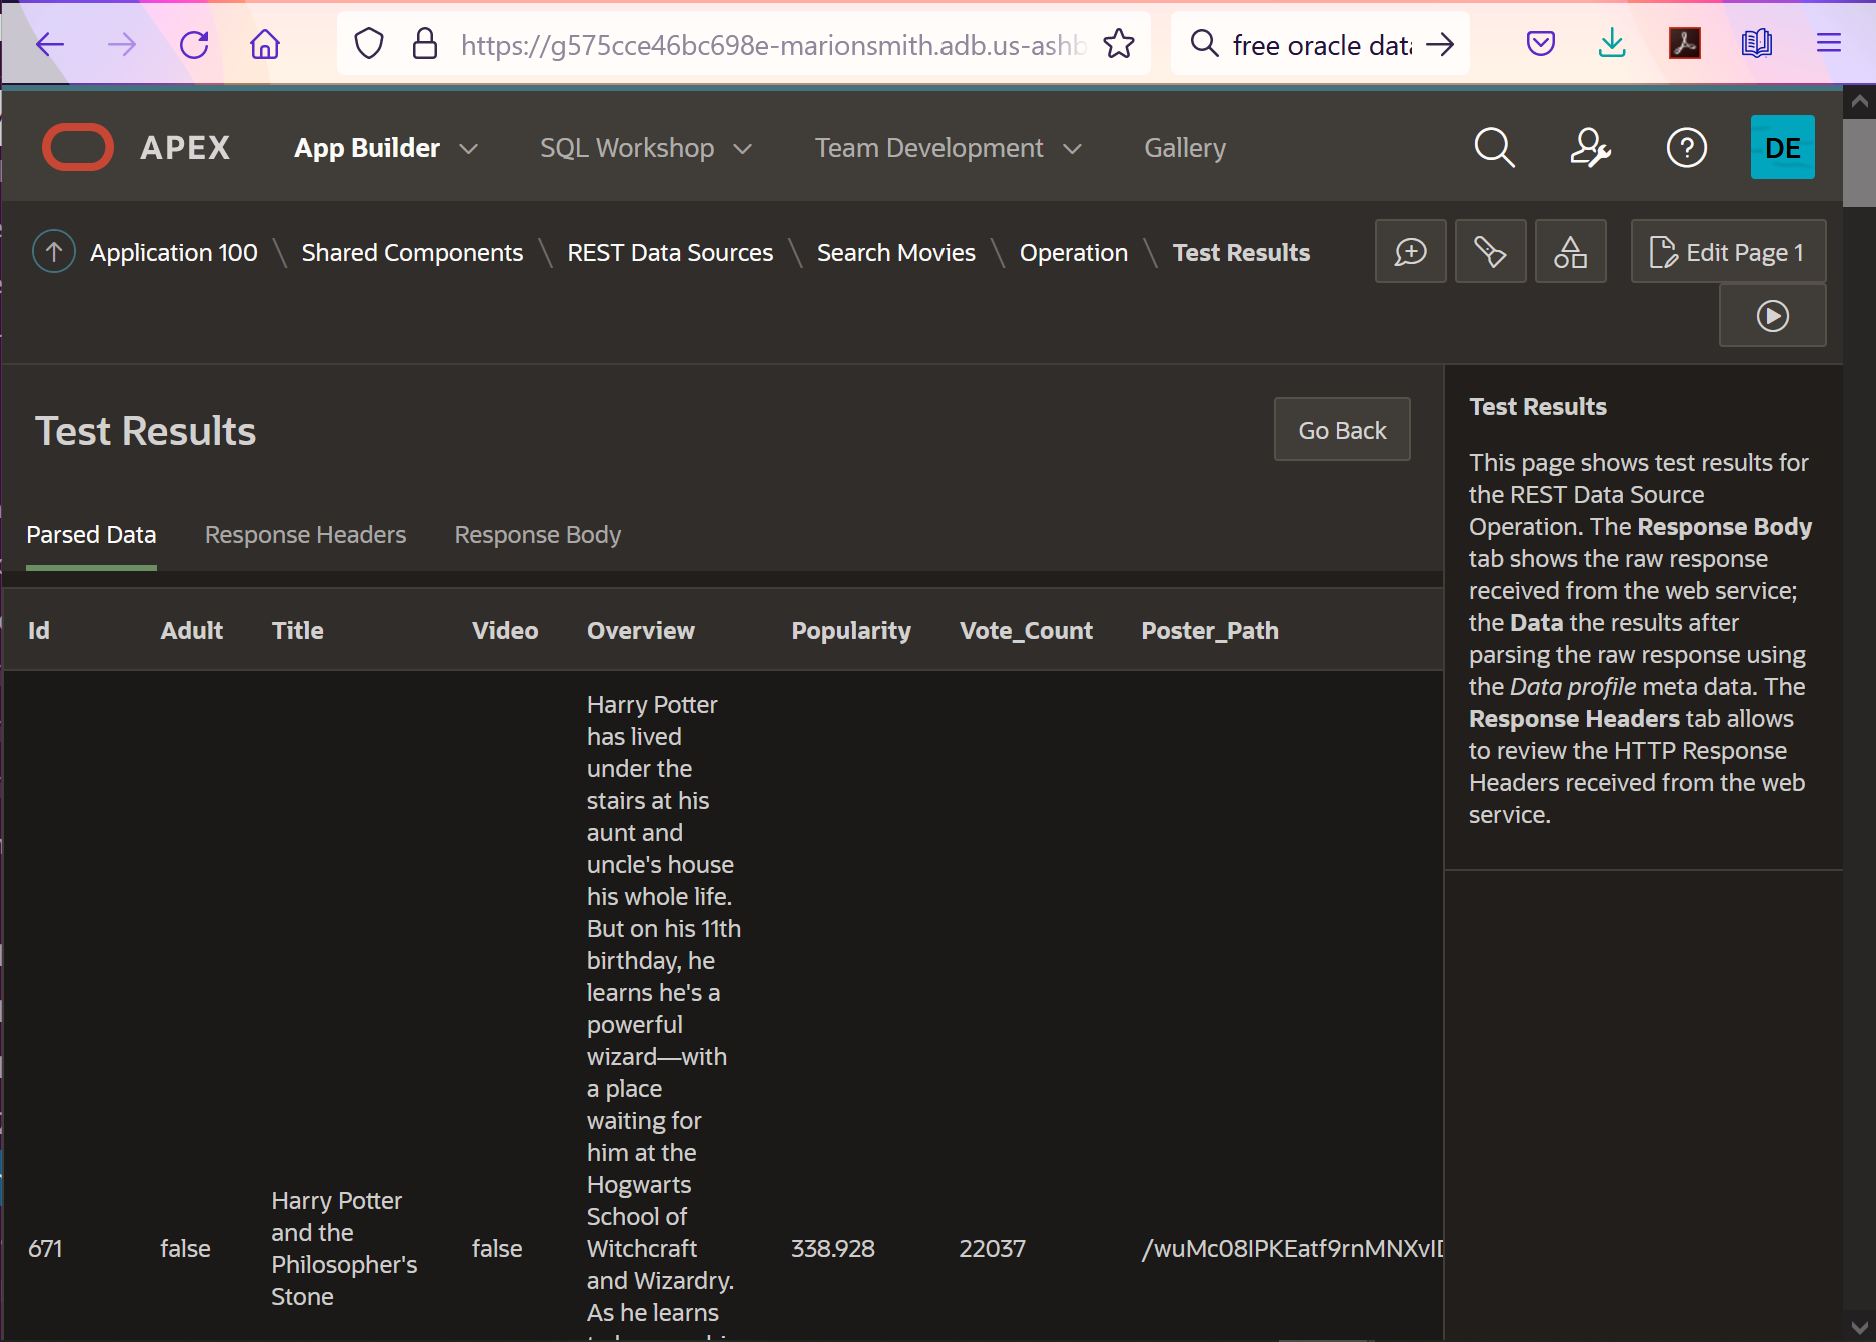 https://g575cce46bc698e-marionsmith.adb.us-ashb
free oracle data
APEX
App Builder
SQL Workshop
Team Development
Gallery
DE
Application 100 \ Shared Components \ REST Data Sources \ Search Movies \ Operation \ Test Results
Edit Page 1
Test Results
Go Back
Parsed Data
Response Headers
Response Body
Id Adult Title Video Overview Popularity Vote_Count Poster_Path
671
false
Harry Potter
and the
Philosopher's
Stone
false
Harry Potter
has lived
under the
stairs at his
aunt and
uncle's house
his whole life.
But on his 11th
birthday, he
learns he's a
powerful
wizard—with
a place
waiting for
him at the
Hogwarts
School of
Witchcraft
and Wizardry.
As he learns
338.928
22037
Test Results
This page shows test results for
the REST Data Source
Operation. The Response Body
tab shows the raw response
received from the web service;
the Data the results after
parsing the raw response using
the Data profile meta data. The
Response Headers tab allows
to review the HTTP Response
Headers received from the web
service.